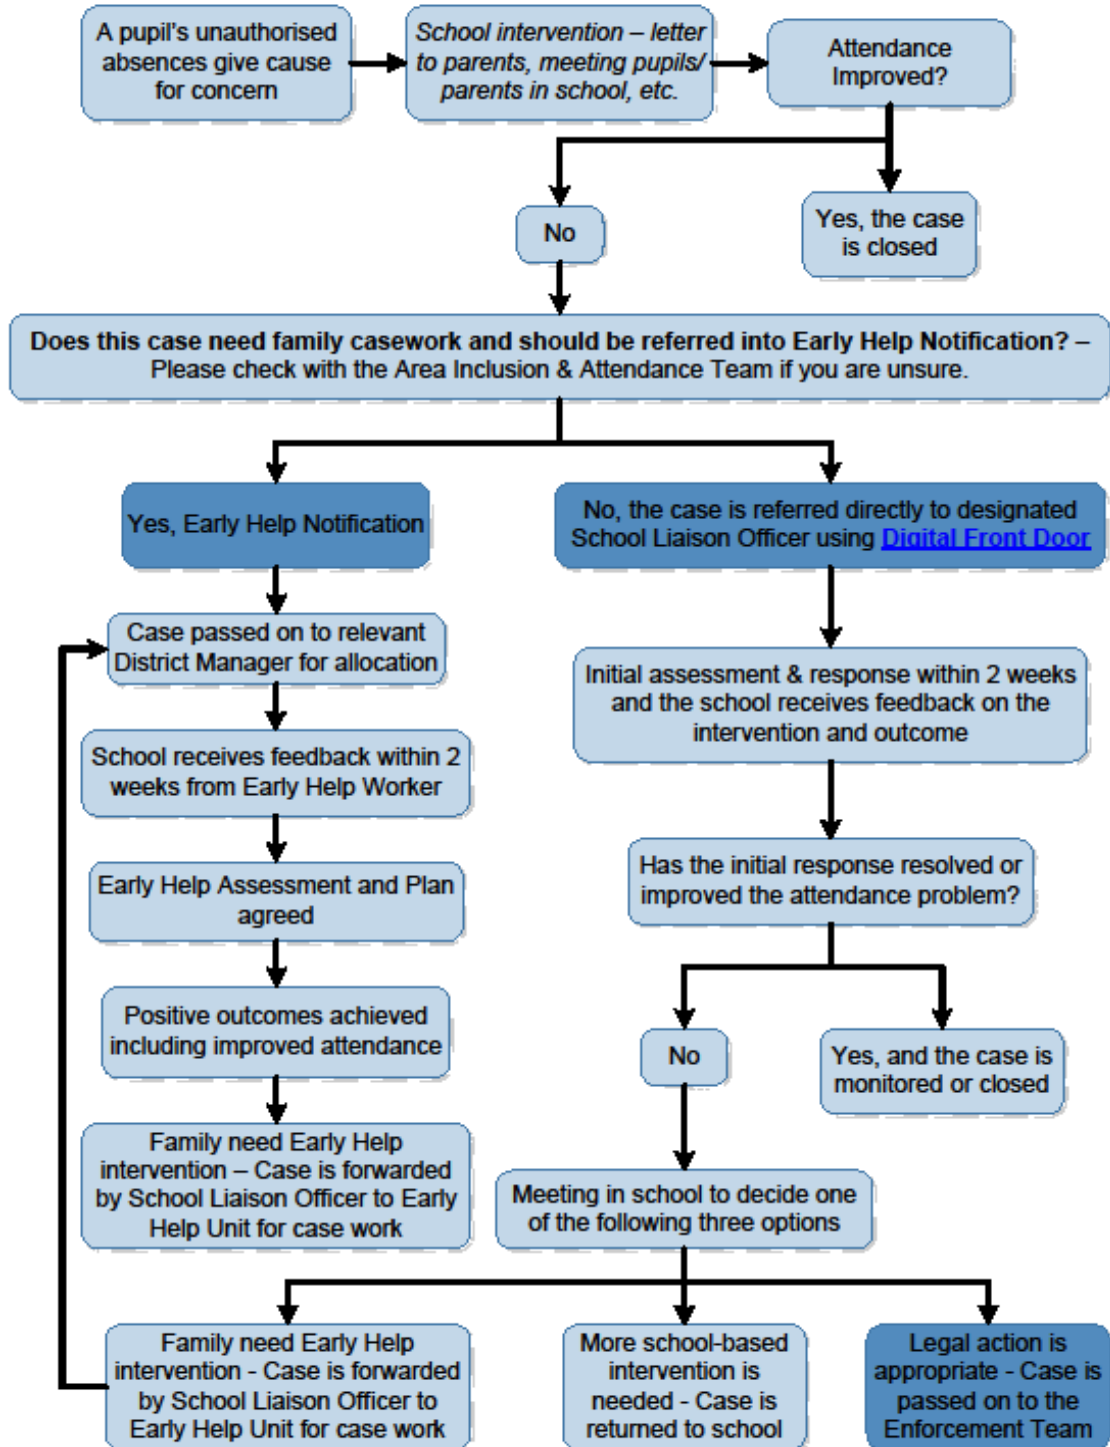 A pupil's unauthorised
absences give cause
for concern
School intervention – letter
to parents, meeting pupils/
parents in school, etc.
Attendance
Improved?
No
Yes, the case
is closed
Does this case need family casework and should be referred into Early Help Notification? –
Please check with the Area Inclusion & Attendance Team if you are unsure.
Yes, Early Help Notification
No, the case is referred directly to designated
School Liaison Officer using Digital Front Door
Case passed on to relevant
District Manager for allocation
School receives feedback within 2
weeks from Early Help Worker
Early Help Assessment and Plan
agreed
Positive outcomes achieved
including improved attendance
Family need Early Help
intervention – Case is forwarded
by School Liaison Officer to Early
Help Unit for case work
Initial assessment & response within 2 weeks
and the school receives feedback on the
intervention and outcome
Has the initial response resolved or
improved the attendance problem?
No
Yes, and the case is
monitored or closed
Meeting in school to decide one
of the following three options
Family need Early Help
intervention - Case is forwarded
by School Liaison Officer to
Early Help Unit for case work
More school-based
intervention is
needed - Case is
returned to school
Legal action is
appropriate - Case is
passed on to the
Enforcement Team